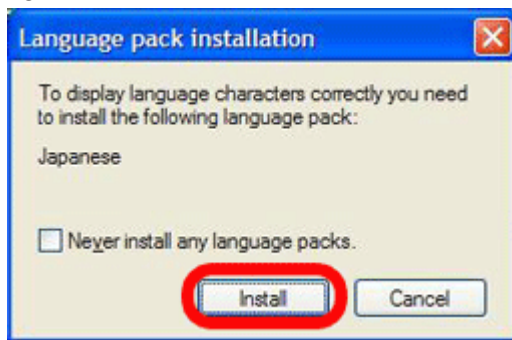 Language pack installation
To display language characters correctly you need
to install the following language pack:
Japanese
Never install any language packs.
Install Cancel